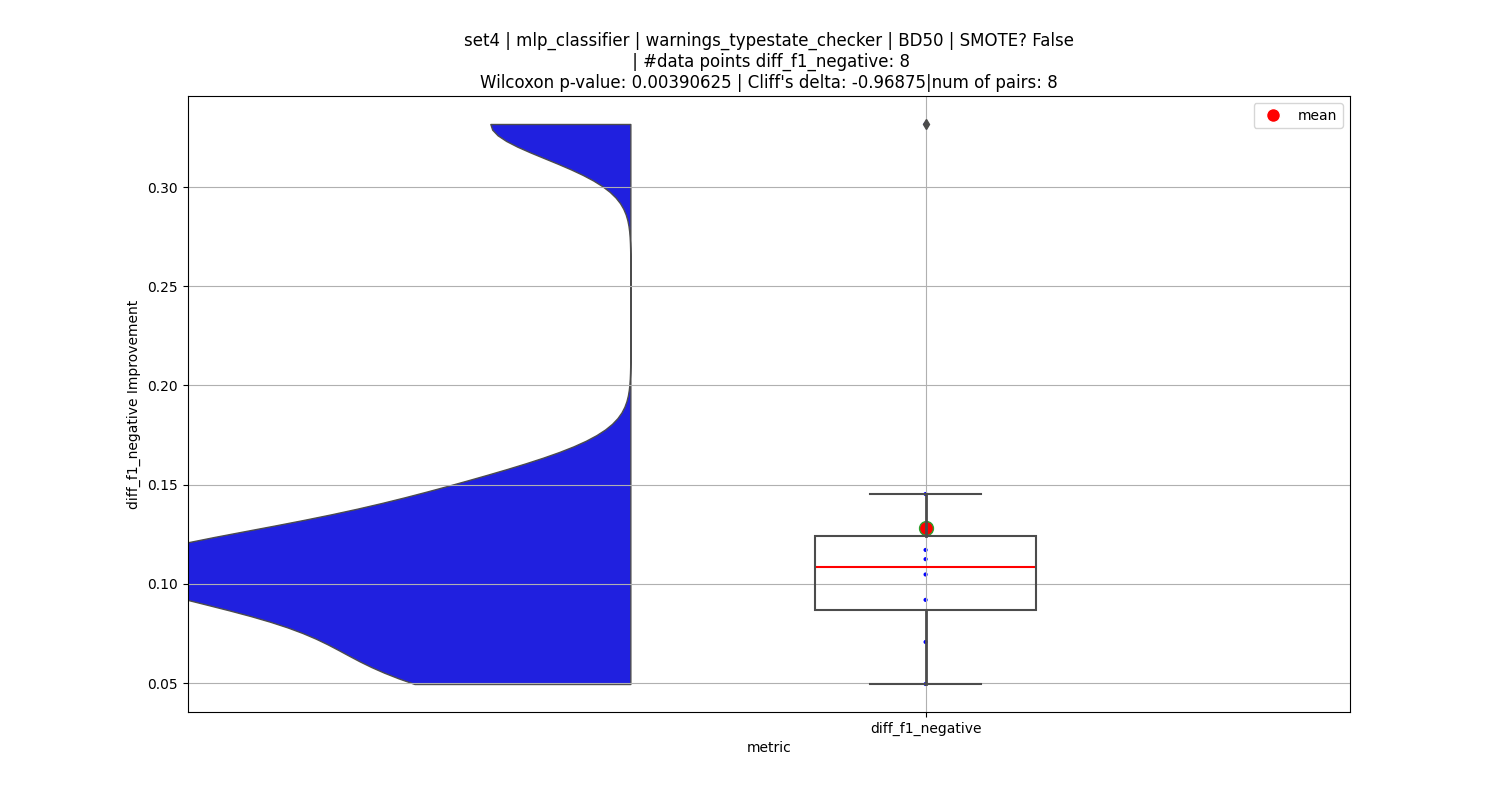 set4 | mlp_classifier | warnings_typestate_checker | BD50 | SMOTE? False
| #data points diff_f1_negative: 8
Wilcoxon p-value: 0.00390625 | Cliff's delta: -0.96875|num of pairs: 8
mean
0.30
0.25
0.20
0.15
0.10
0.05
diff_f1_negative Improvement
diff_f1_negative
metric